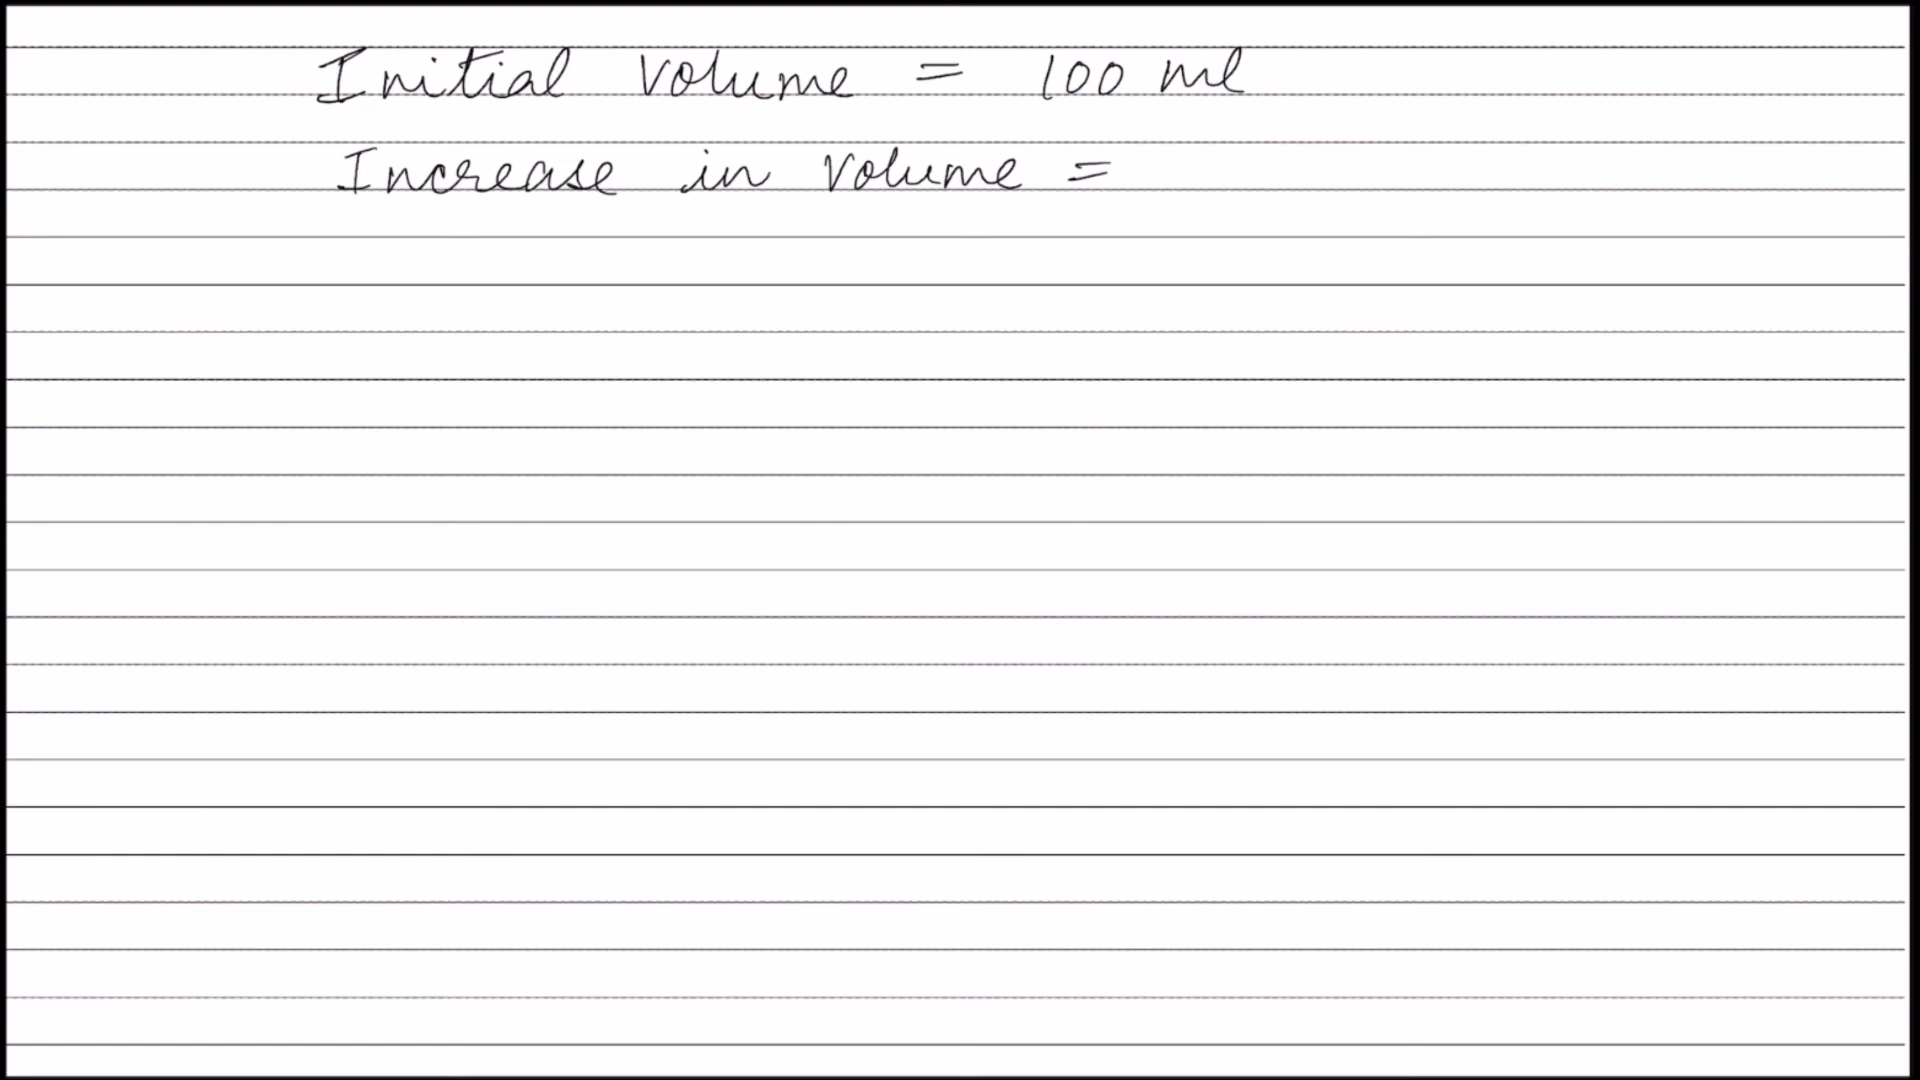 Initial Volume = 100 ml
Increase in Volume =